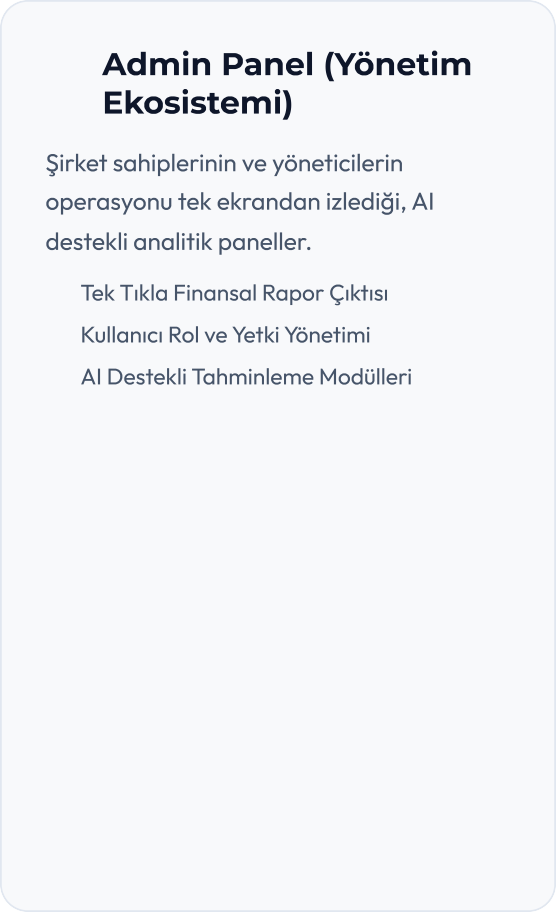 Admin Panel (Yönetim
Ekosistemi)
Şirket sahiplerinin ve yöneticilerin
operasyonu tek ekrandan izlediği, AI
destekli analitik paneller.
Tek Tıkla Finansal Rapor Çıktısı
Kullanıcı Rol ve Yetki Yönetimi
AI Destekli Tahminleme Modülleri